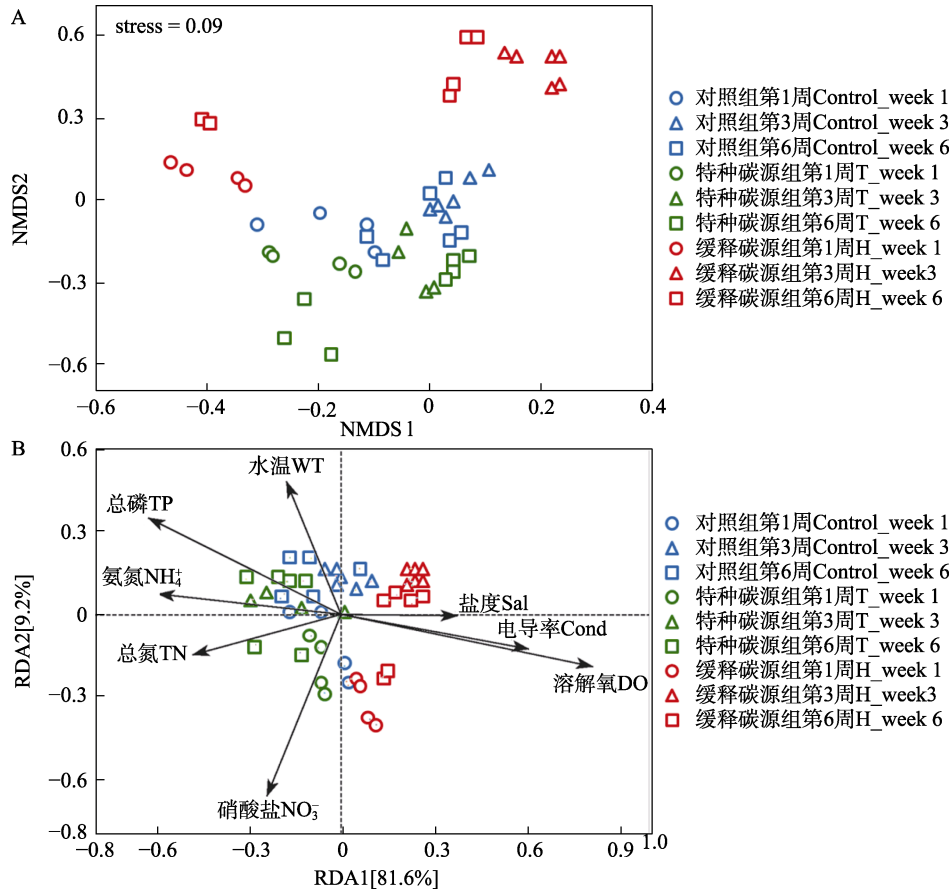 A
stress = 0.09
0.6
0.3
0
−0.3
−0.6
NMDS2
−0.6
−0.4
−0.2
0
0.2
0.4
NMDS l
对照组第1周Control_week 1
对照组第3周Control_week 3
对照组第6周Control_week 6
特种碳源组第1周T_week 1
特种碳源组第3周T_week 3
特种碳源组第6周T_week 6
缓释碳源组第1周H_week 1
缓释碳源组第3周H_week3
缓释碳源组第6周H_week 6
B
0.6
0.3
0
−0.3
−0.6
−0.8
RDA2[9.2%]
水温WT
总磷TP
氨氮NH₄⁺
总氮TN
硝酸盐NO₃⁻
盐度Sal
电导率Cond
溶解氧DO
−0.8
−0.6
−0.3
0
0.3
0.6
1.0
RDA1[81.6%]
对照组第1周Control_week 1
对照组第3周Control_week 3
对照组第6周Control_week 6
特种碳源组第1周T_week 1
特种碳源组第3周T_week 3
特种碳源组第6周T_week 6
缓释碳源组第1周H_week 1
缓释碳源组第3周H_week3
缓释碳源组第6周H_week 6